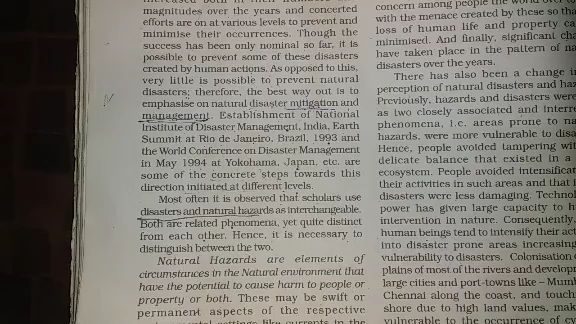 magnitudes over the years and concerted
efforts are on at various levels to prevent and
minimise their occurrences. Though the
success has been only nominal so far, it is
possible to prevent some of these disasters
created by human actions. As opposed to this,
very little is possible to prevent natural
disasters; therefore, the best way out is to
emphasise on natural disaster mitigation and
management. Establishment of National
Institute of Disaster Management, India, Earth
Summit at Rio de Janeiro, Brazil, 1993 and
the World Conference on Disaster Management
in May 1994 at Yokohama, Japan, etc. are
some of the concrete steps towards this
direction initiated at different levels.
Most often it is observed that scholars use
disasters and natural hazards as interchangeable.
Both are related phenomena, yet quite distinct
from each other. Hence, it is necessary to
distinguish between the two.
Natural Hazards are elements of
circumstances in the Natural environment that
have the potential to cause harm to people or
property or both. These may be swift or
permanent aspects of the respective
concern among people the world over
with the menace created by these so tha
loss of human life and property ca
minimised. And finally, significant cha
have taken place in the pattern of na
disasters over the years.
There has also been a change i
perception of natural disasters and haz
Previously, hazards and disasters were
as two closely associated and interre
phenomena, i.e. areas prone to na
hazards, were more vulnerable to disa
Hence, people avoided tampering wit
delicate balance that existed in a
ecosystem. People avoided intensificat
their activities in such areas and that i
disasters were less damaging. Technol
power has given large capacity to h
intervention in nature. Consequently,
human beings tend to intensify their act
into disaster prone areas increasing
vulnerability to disasters. Colonisation
plains of most of the rivers and develop
large cities and port-towns like – Mumb
Chennai along the coast, and touch
shore due to high land values, mak
vulnerable to the occurrence of cy